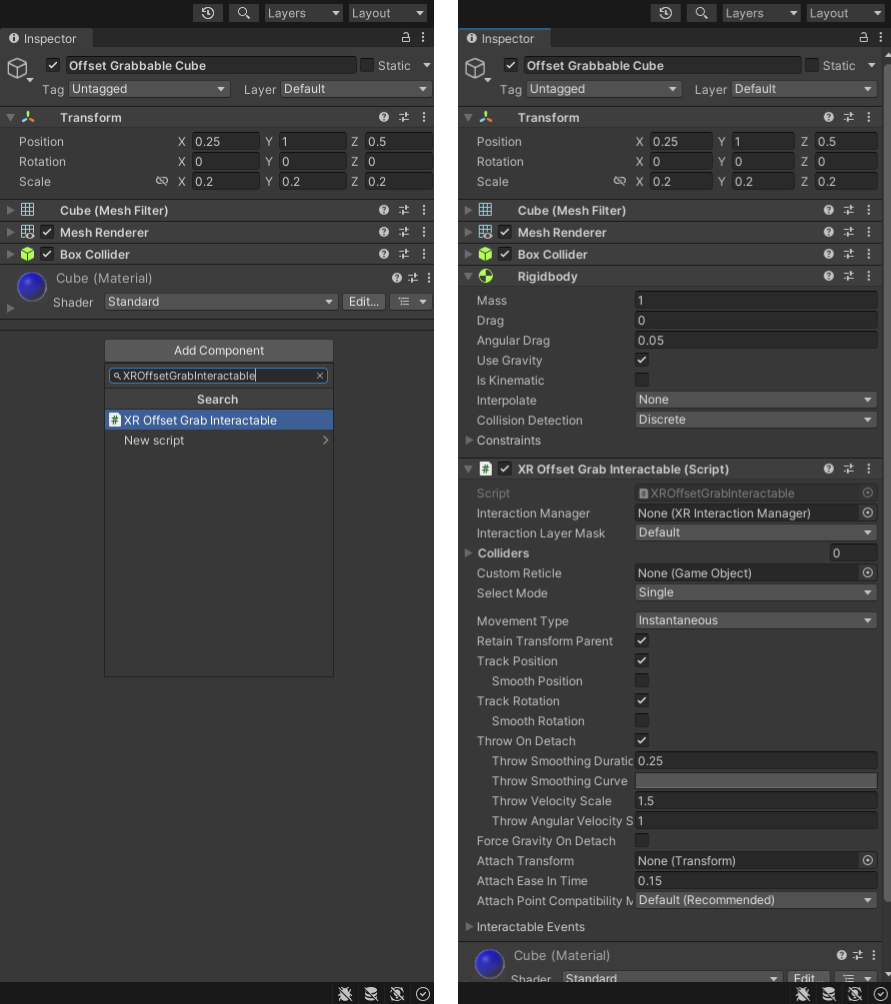 Layers Layout
Inspector
Offset Grabbable Cube Static
Tag Untagged Layer Default
Transform
Position X 0.25 Y 1 Z 0.5
Rotation X 0 Y 0 Z 0
Scale X 0.2 Y 0.2 Z 0.2
Cube (Mesh Filter)
Mesh Renderer
Box Collider
Cube (Material)
Shader Standard Edit...
Add Component
XROffsetGrabInteractable
Search
XR Offset Grab Interactable
New script
Layers Layout
Inspector
Offset Grabbable Cube Static
Tag Untagged Layer Default
Transform
Position X 0.25 Y 1 Z 0.5
Rotation X 0 Y 0 Z 0
Scale X 0.2 Y 0.2 Z 0.2
Cube (Mesh Filter)
Mesh Renderer
Box Collider
Rigidbody
Mass 1
Drag 0
Angular Drag 0.05
Use Gravity
Is Kinematic
Interpolate None
Collision Detection Discrete
Constraints
# XR Offset Grab Interactable (Script)
Script XROffsetGrabInteractable
Interaction Manager None (XR Interaction Manager)
Interaction Layer Mask Default
Colliders 0
Custom Reticle None (Game Object)
Select Mode Single
Movement Type Instantaneous
Retain Transform Parent
Track Position
Smooth Position
Track Rotation
Smooth Rotation
Throw On Detach
Throw Smoothing Duratic 0.25
Throw Smoothing Curve
Throw Velocity Scale 1.5
Throw Angular Velocity S 1
Force Gravity On Detach
Attach Transform None (Transform)
Attach Ease In Time 0.15
Attach Point Compatibility M Default (Recommended)
Interactable Events
Cube (Material)
Shader Standard Edit